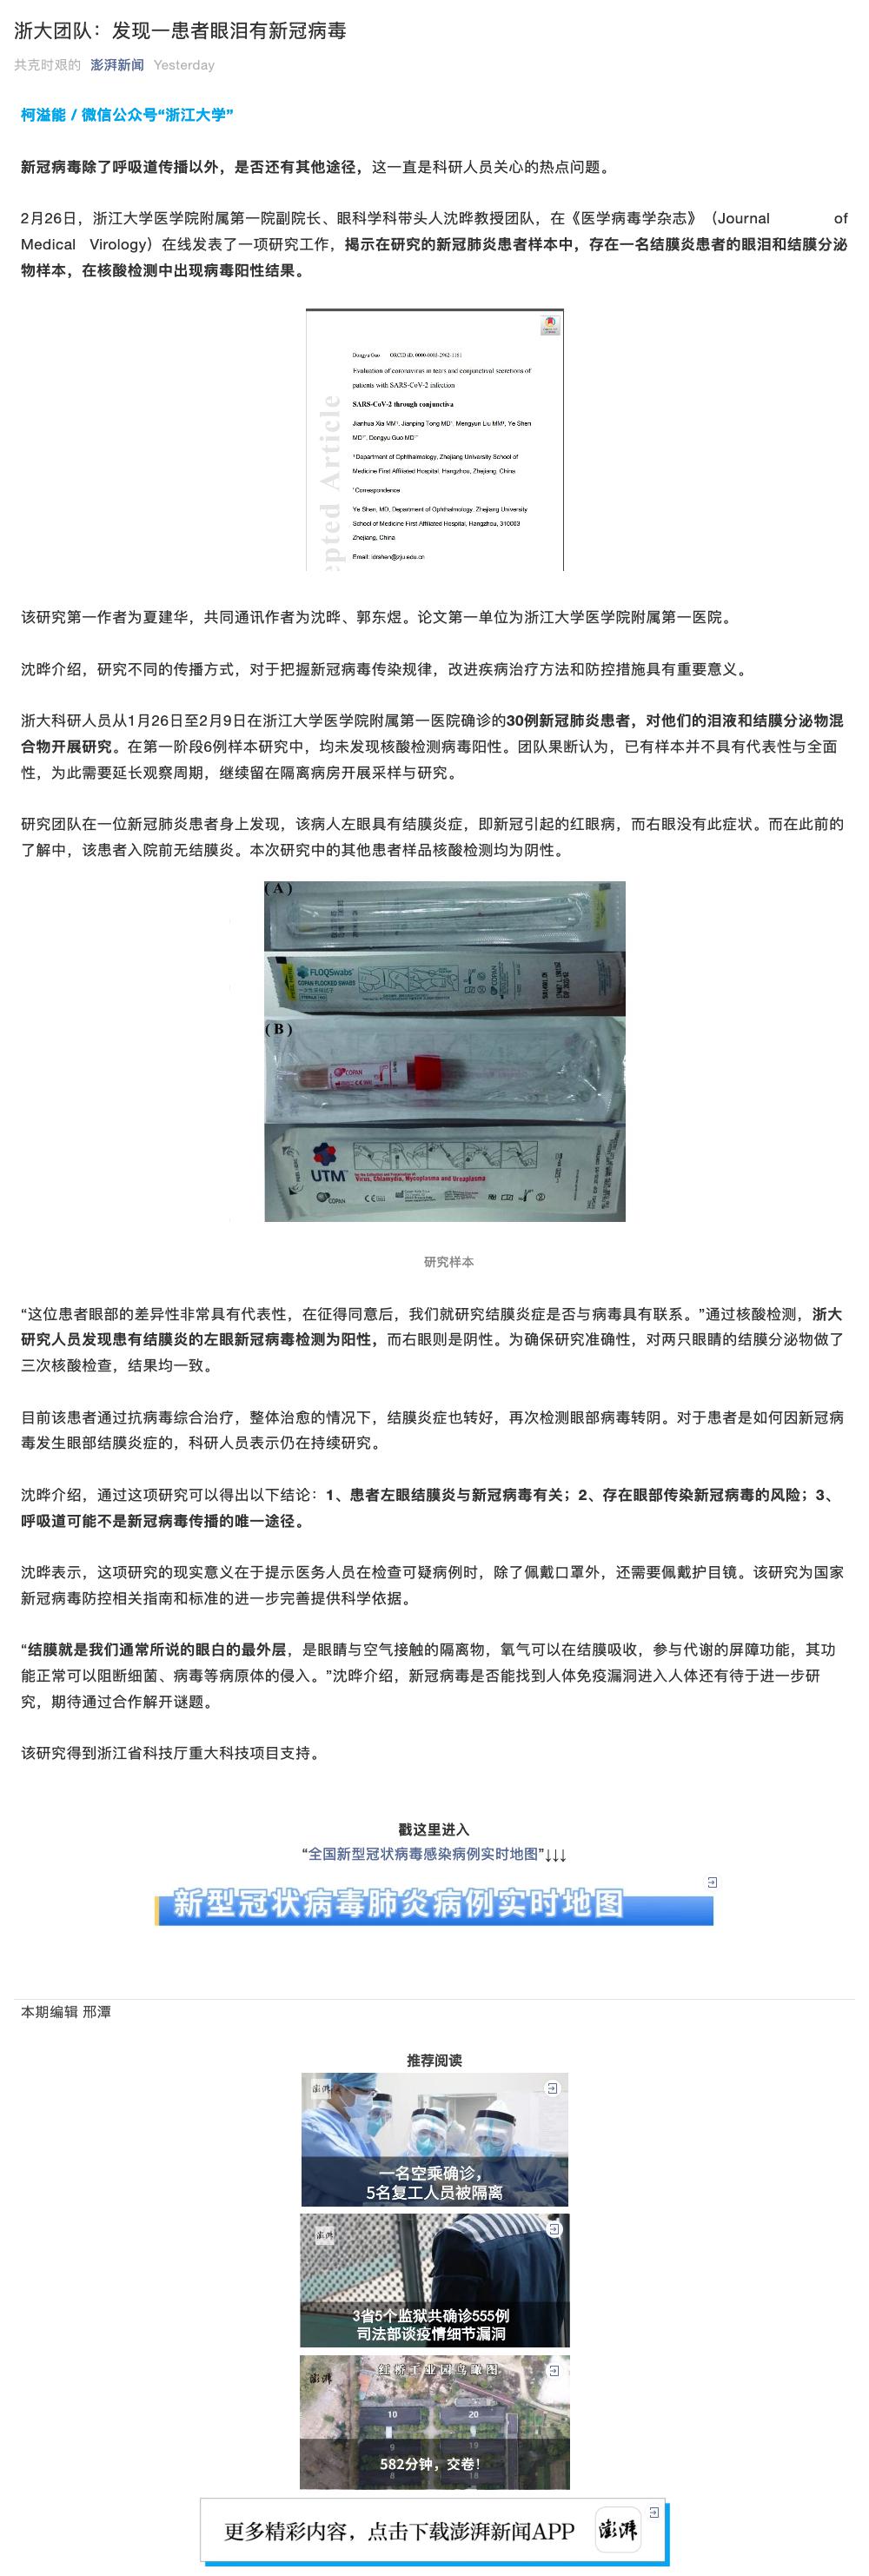 浙大团队：发现一患者眼泪有新冠病毒
共克时艰的 澎湃新闻 Yesterday
柯溢能 / 微信公众号“浙江大学”
新冠病毒除了呼吸道传播以外，是否还有其他途径，这一直是科研人员关心的热点问题。
2月26日，浙江大学医学院附属第一院副院长、眼科学科带头人沈晔教授团队，在《医学病毒学杂志》（Journal of
Medical Virology）在线发表了一项研究工作，揭示在研究的新冠肺炎患者样本中，存在一名结膜炎患者的眼泪和结膜分泌
物样本，在核酸检测中出现病毒阳性结果。
Dongyu Guo ORCID iD: 0000-0003-2962-1181
Evaluation of coronavirus in tears and conjunctival secretions of
patients with SARS-CoV-2 infection
SARS-CoV-2 through conjunctiva
Jianhua Xia MM¹, Jianping Tong MD¹, Mengyun Liu MM¹, Ye Shen
MD¹*, Dongyu Guo MD¹*
¹Department of Ophthalmology, Zhejiang University School of
Medicine First Affiliated Hospital, Hangzhou, Zhejiang, China
*Correspondence
Ye Shen, MD, Department of Ophthalmology, Zhejiang University
School of Medicine First Affiliated Hospital, Hangzhou, 310003
Zhejiang, China
Email: idrshen@zju.edu.cn
epted Article
该研究第一作者为夏建华，共同通讯作者为沈晔、郭东煜。论文第一单位为浙江大学医学院附属第一医院。
沈晔介绍，研究不同的传播方式，对于把握新冠病毒传染规律，改进疾病治疗方法和防控措施具有重要意义。
浙大科研人员从1月26日至2月9日在浙江大学医学院附属第一医院确诊的30例新冠肺炎患者，对他们的泪液和结膜分泌物混
合物开展研究。在第一阶段6例样本研究中，均未发现核酸检测病毒阳性。团队果断认为，已有样本并不具有代表性与全面
性，为此需要延长观察周期，继续留在隔离病房开展采样与研究。
研究团队在一位新冠肺炎患者身上发现，该病人左眼具有结膜炎症，即新冠引起的红眼病，而右眼没有此症状。而在此前的
了解中，该患者入院前无结膜炎。本次研究中的其他患者样品核酸检测均为阴性。
(A)
FLOQSwabs
COPAN FLOCKED SWABS
COPAN
(B)
COPAN
UTM
Virus, Chlamydia, Mycoplasma and Ureaplasma
COPAN
研究样本
“这位患者眼部的差异性非常具有代表性，在征得同意后，我们就研究结膜炎症是否与病毒具有联系。”通过核酸检测，浙大
研究人员发现患有结膜炎的左眼新冠病毒检测为阳性，而右眼则是阴性。为确保研究准确性，对两只眼睛的结膜分泌物做了
三次核酸检查，结果均一致。
目前该患者通过抗病毒综合治疗，整体治愈的情况下，结膜炎症也转好，再次检测眼部病毒转阴。对于患者是如何因新冠病
毒发生眼部结膜炎症的，科研人员表示仍在持续研究。
沈晔介绍，通过这项研究可以得出以下结论：1、患者左眼结膜炎与新冠病毒有关；2、存在眼部传染新冠病毒的风险；3、
呼吸道可能不是新冠病毒传播的唯一途径。
沈晔表示，这项研究的现实意义在于提示医务人员在检查可疑病例时，除了佩戴口罩外，还需要佩戴护目镜。该研究为国家
新冠病毒防控相关指南和标准的进一步完善提供科学依据。
“结膜就是我们通常所说的眼白的最外层，是眼睛与空气接触的隔离物，氧气可以在结膜吸收，参与代谢的屏障功能，其功
能正常可以阻断细菌、病毒等病原体的侵入。”沈晔介绍，新冠病毒是否能找到人体免疫漏洞进入人体还有待于进一步研
究，期待通过合作解开谜题。
该研究得到浙江省科技厅重大科技项目支持。
戳这里进入
“全国新型冠状病毒感染病例实时地图”↓↓↓
新型冠状病毒肺炎病例实时地图
本期编辑 邢潭
推荐阅读
澎湃
一名空乘确诊，
5名复工人员被隔离
澎湃
3省5个监狱共确诊555例
司法部谈疫情细节漏洞
澎湃
红桥工业园鸟瞰图
10 20
9 19
582分钟，交卷！
8 18
更多精彩内容，点击下载澎湃新闻APP 澎湃